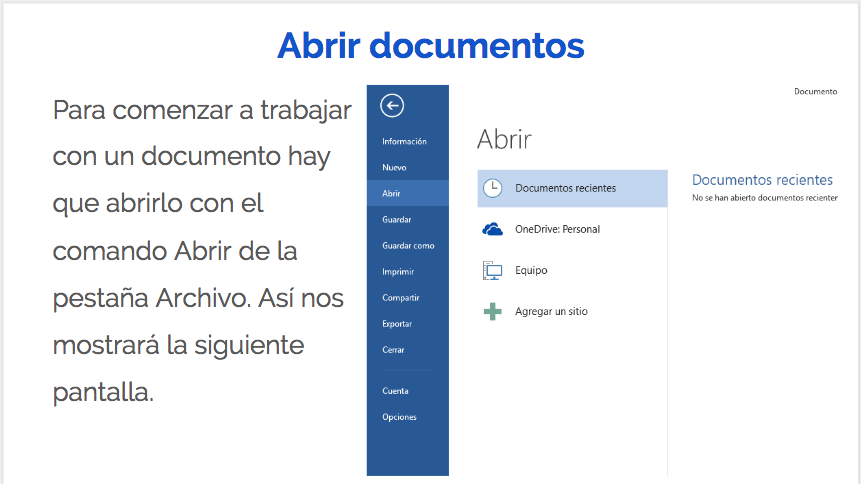 Abrir documentos
Para comenzar a trabajar
con un documento hay
que abrirlo con el
comando Abrir de la
pestaña Archivo. Así nos
mostrará la siguiente
pantalla.
Información
Nuevo
Abrir
Guardar
Guardar como
Imprimir
Compartir
Exportar
Cerrar
Cuenta
Opciones
Documento
Abrir
Documentos recientes
OneDrive: Personal
Equipo
Agregar un sitio
Documentos recientes
No se han abierto documentos recienter